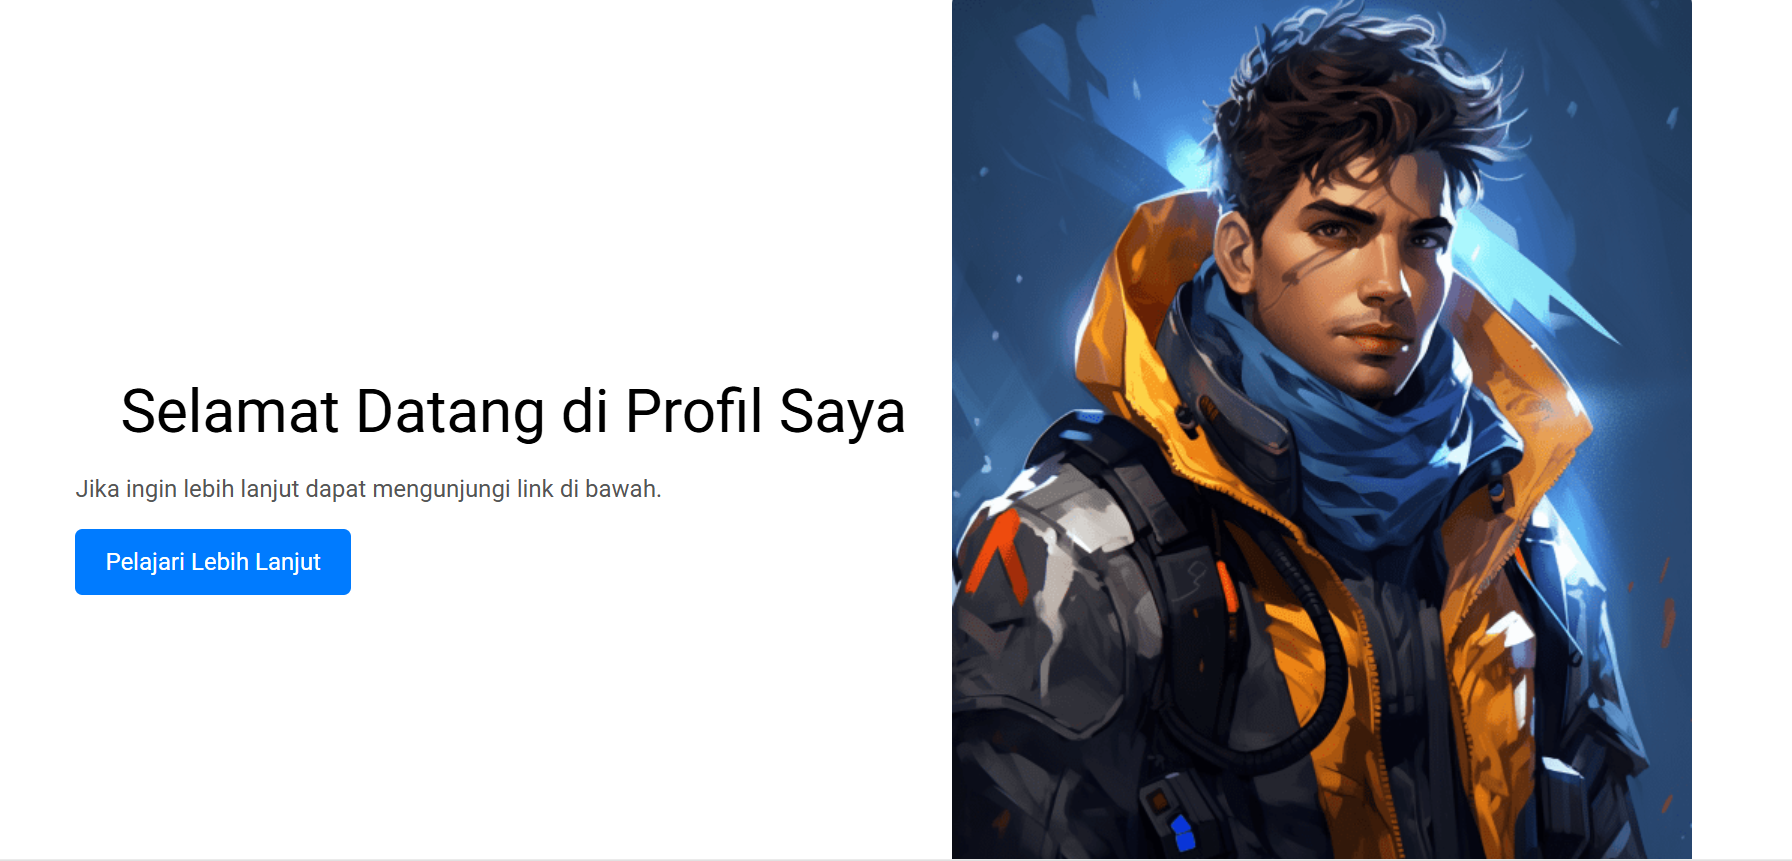 Selamat Datang di Profil Saya
Jika ingin lebih lanjut dapat mengunjungi link di bawah.
Pelajari Lebih Lanjut